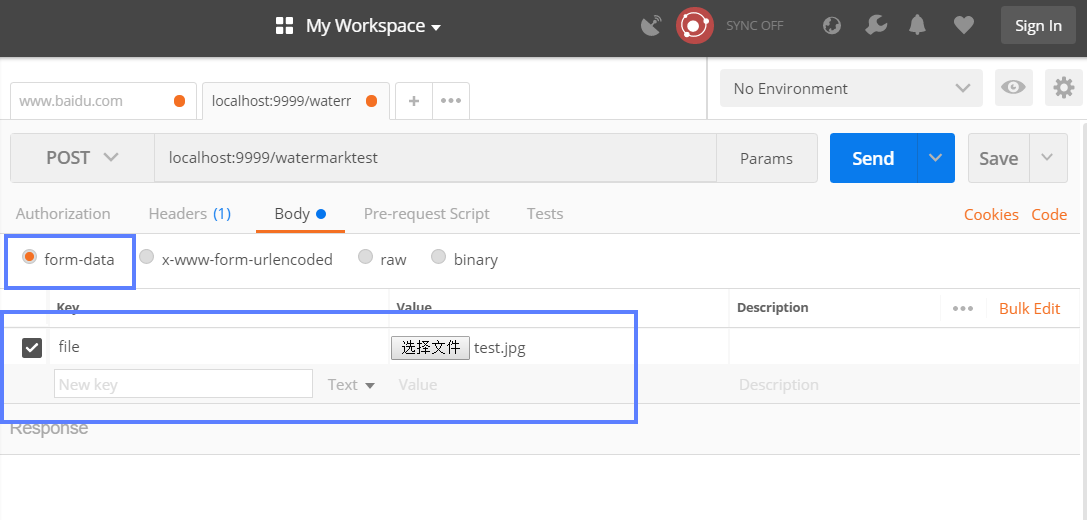 My Workspace
SYNC OFF
Sign In
www.baidu.com
localhost:9999/waterr
No Environment
POST
localhost:9999/watermarktest
Params
Send
Save
Authorization
Headers (1)
Body
Pre-request Script
Tests
Cookies
Code
form-data
x-www-form-urlencoded
raw
binary
Key
Value
Description
Bulk Edit
file
选择文件 test.jpg
New key
Text
Value
Description
Response